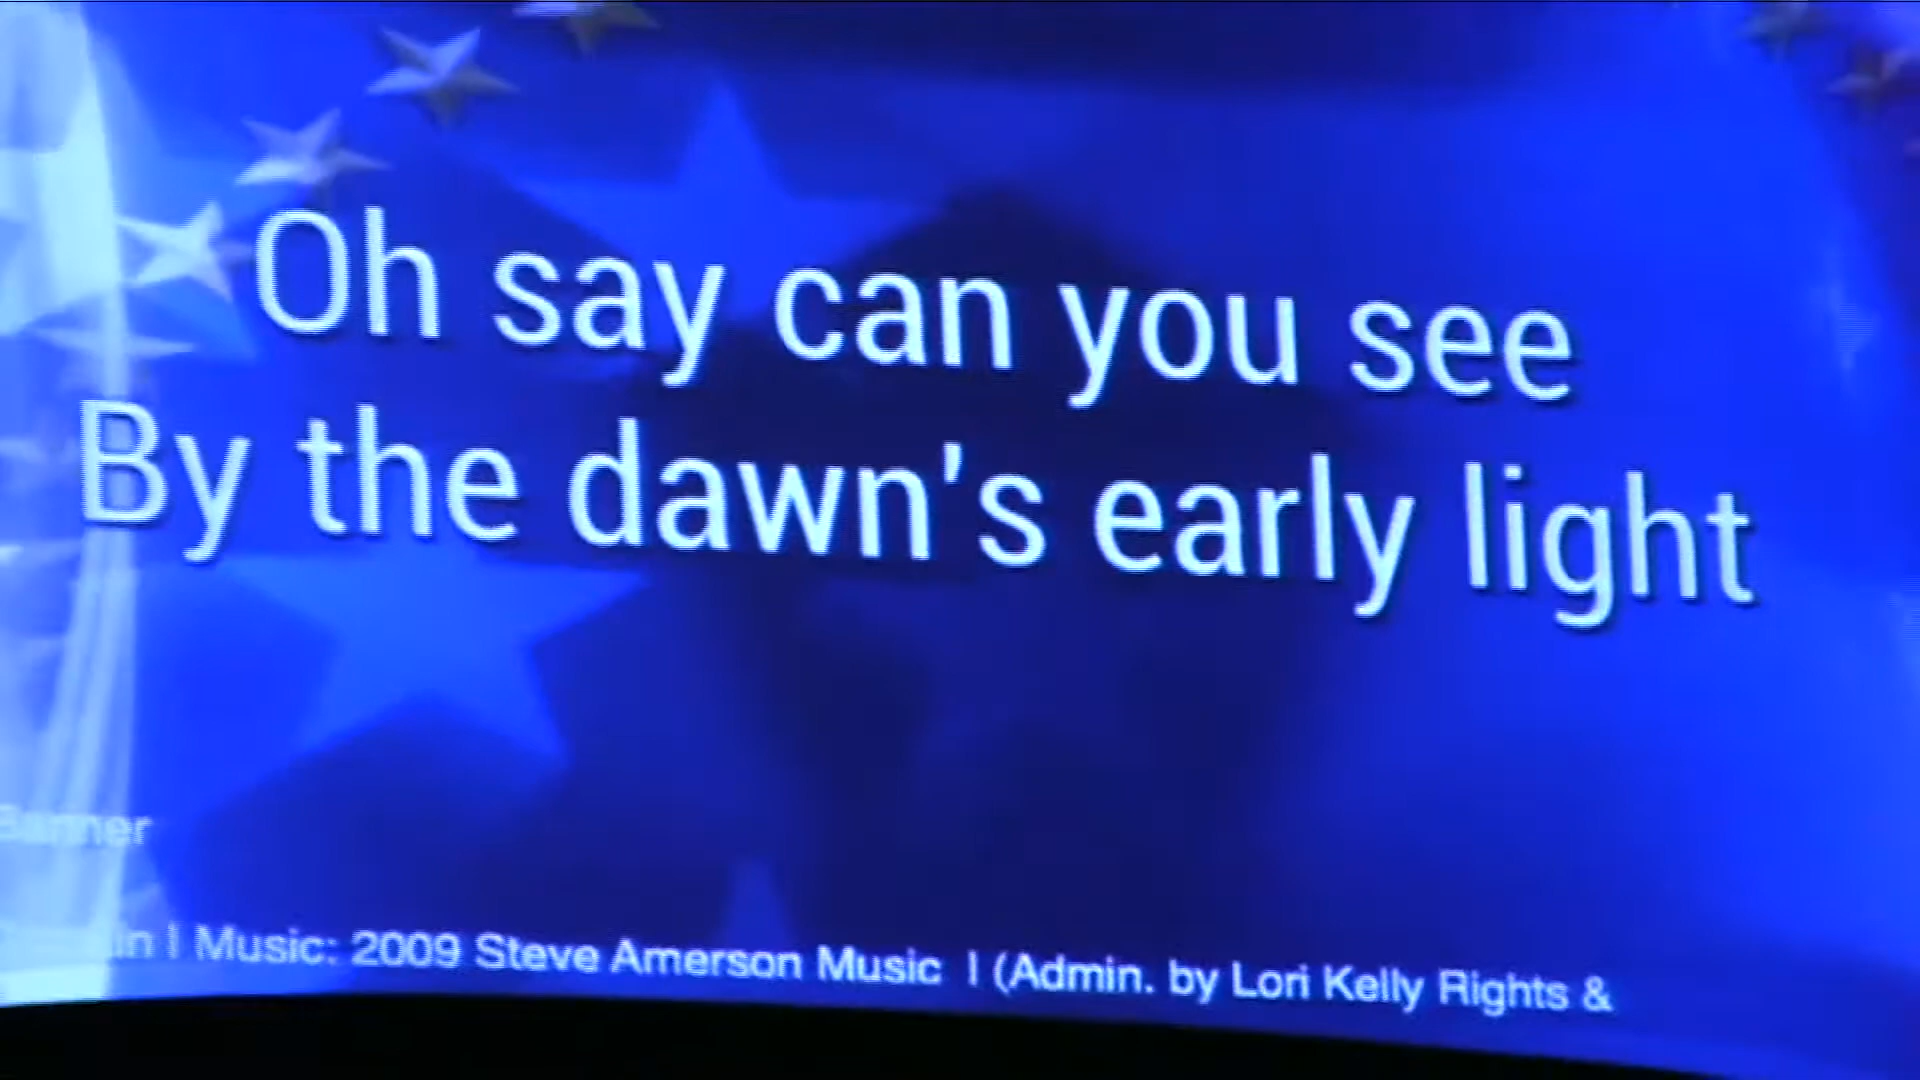 Oh say can you see
By the dawn's early light
Banner
| Music: 2009 Steve Amerson Music | (Admin. by Lori Kelly Rights &